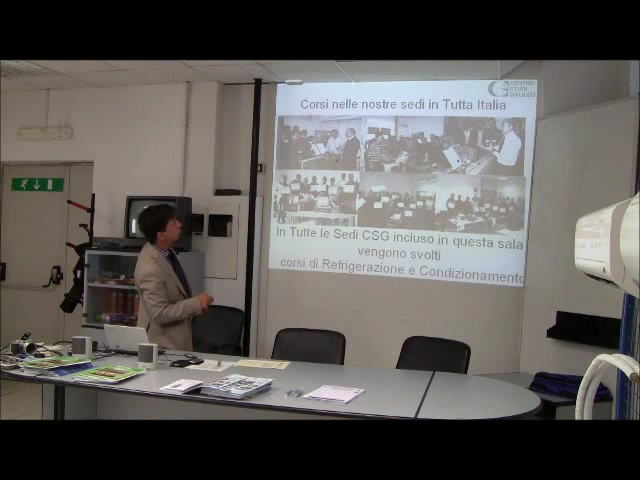 CENTRO
STUDI
GALILEO
Corsi nelle nostre sedi in Tutta Italia
In Tutte le Sedi CSG incluso in questa sala
vengono svolti
corsi di Refrigerazione e Condizionamento